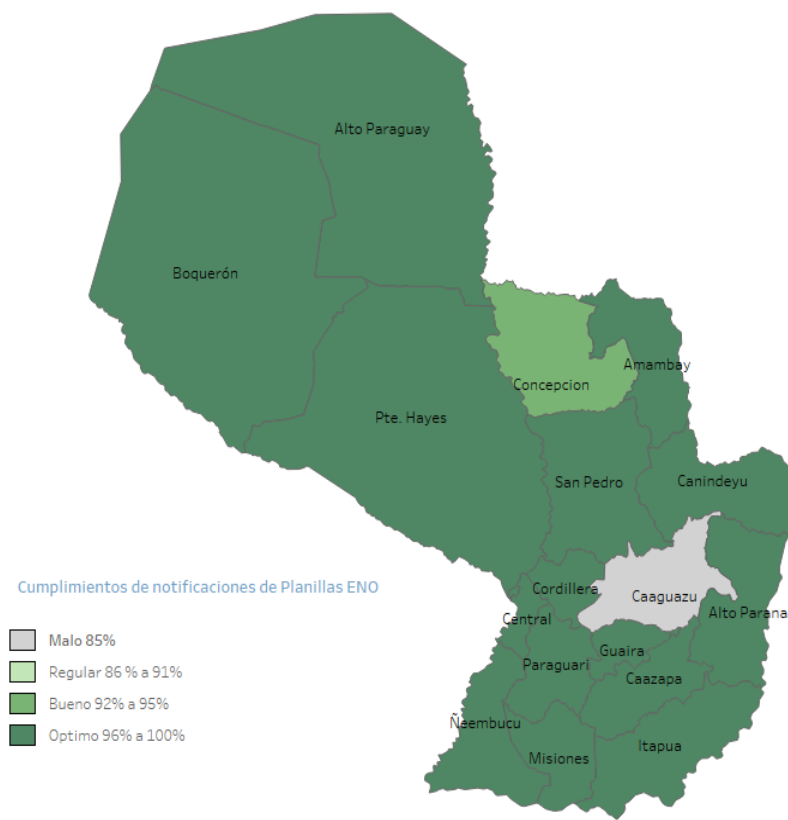 Alto Paraguay
Boquerón
Amambay
Concepcion
Pte. Hayes
San Pedro
Canindeyu
Cordillera
Caaguazu
Central
Alto Parana
Guaira
Paraguari
Caazapa
Ñeembucu
Itapua
Misiones
Cumplimientos de notificaciones de Planillas ENO
Malo 85%
Regular 86 % a 91%
Bueno 92% a 95%
Optimo 96% a 100%